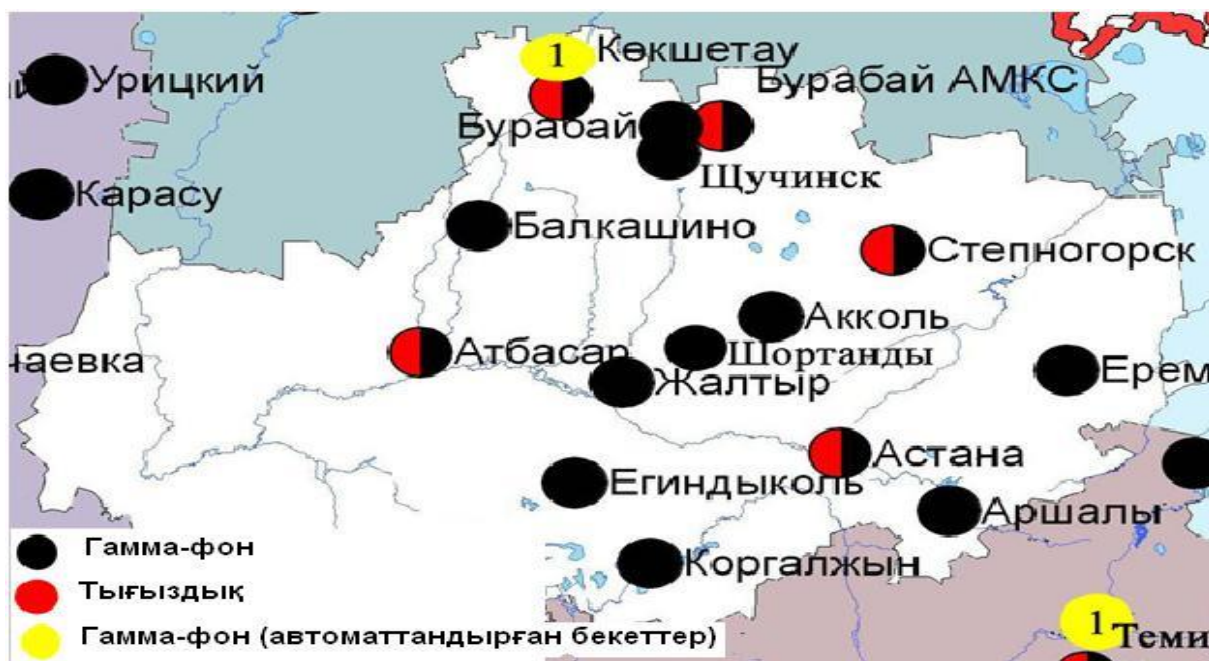 1 Көкшетау
Урицкий
Бурабай АМКС
Бурабай
Щучинск
Карасу
Балкашино
Степногорск
Акколь
Шортанды
Атбасар
чаевка
Жалтыр
Ерем
Астана
Егиндыколь
Аршалы
Коргалжын
Гамма-фон
Тығыздық
Гамма-фон (автоматтандырған бекеттер)
1 Теми